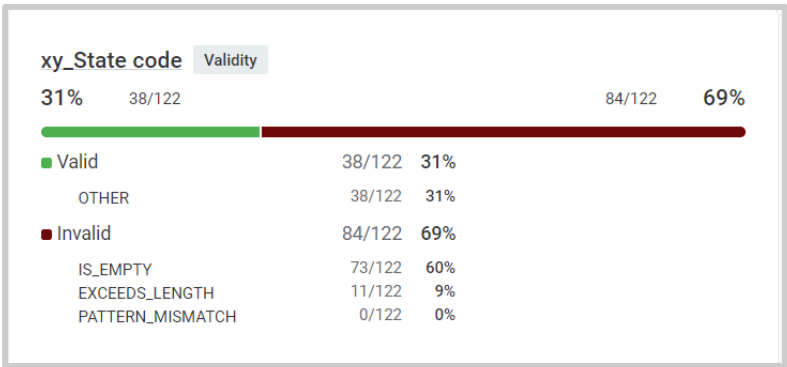 xy_State code Validity
31% 38/122 84/122 69%
Valid 38/122 31%
OTHER 38/122 31%
Invalid 84/122 69%
IS_EMPTY 73/122 60%
EXCEEDS_LENGTH 11/122 9%
PATTERN_MISMATCH 0/122 0%